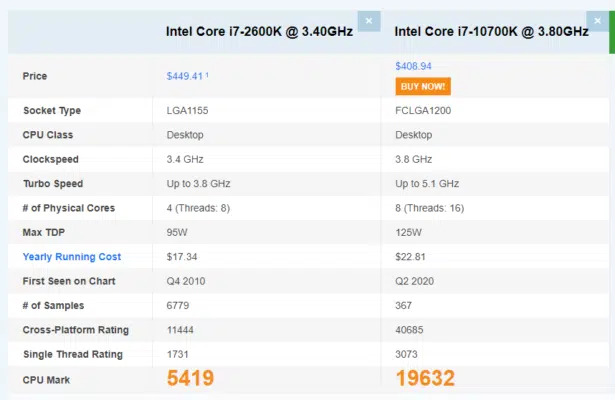 Intel Core i7-2600K @ 3.40GHz × Intel Core i7-10700K @ 3.80GHz ×
Price $449.41 ¹ $408.94
BUY NOW!
Socket Type LGA1155 FCLGA1200
CPU Class Desktop Desktop
Clockspeed 3.4 GHz 3.8 GHz
Turbo Speed Up to 3.8 GHz Up to 5.1 GHz
# of Physical Cores 4 (Threads: 8) 8 (Threads: 16)
Max TDP 95W 125W
Yearly Running Cost $17.34 $22.81
First Seen on Chart Q4 2010 Q2 2020
# of Samples 6779 367
Cross-Platform Rating 11444 40685
Single Thread Rating 1731 3073
CPU Mark 5419 19632